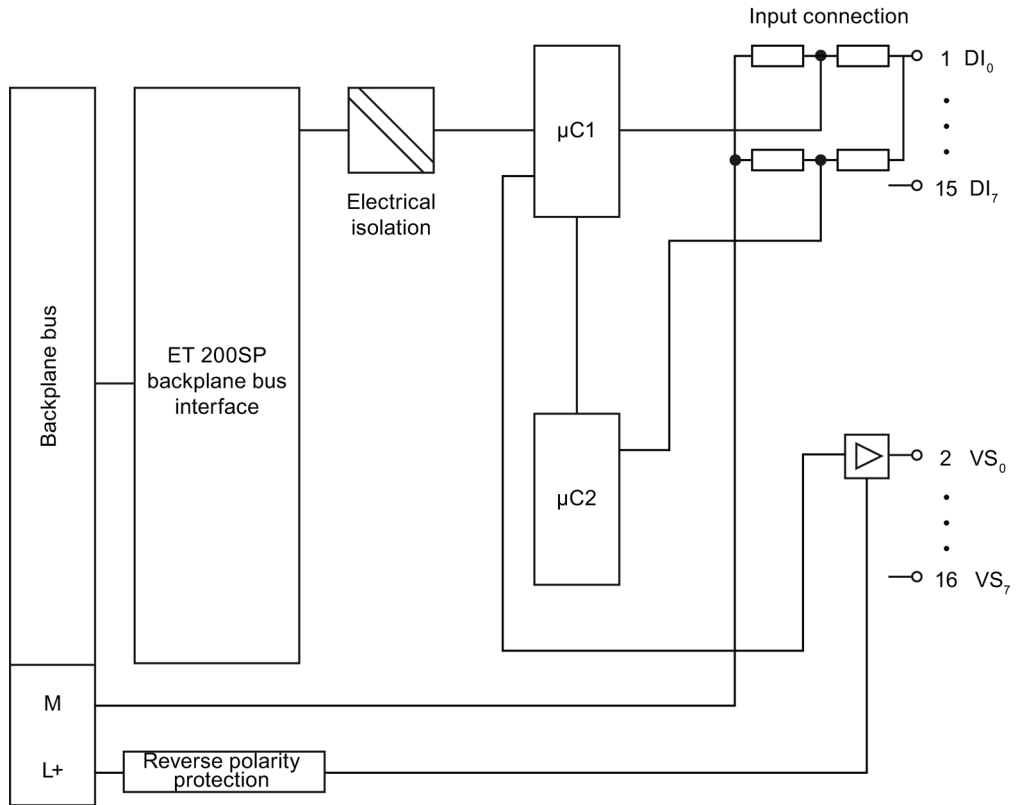 Input connection
1 DI0
µC1
Electrical
isolation
15 DI7
Backplane bus
ET 200SP
backplane bus
interface
2 VS0
µC2
16 VS7
M
L+
Reverse polarity
protection